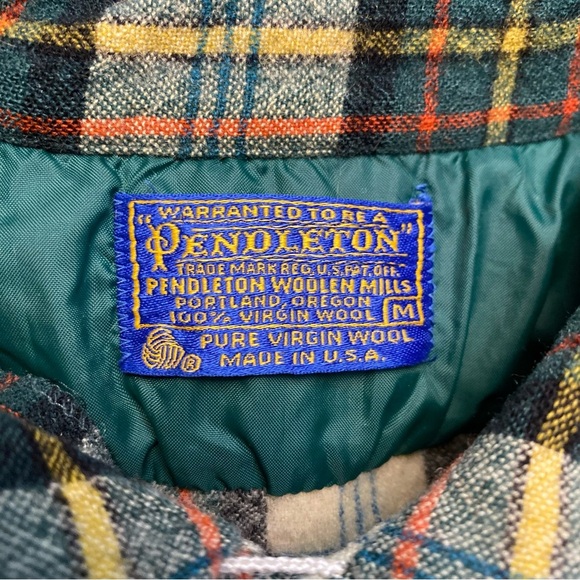 "WARRANTED TO BE A
PENDLETON"
TRADE MARK REG. U.S. PAT. OFF.
PENDLETON WOOLEN MILLS
PORTLAND, OREGON
100% VIRGIN WOOL M
PURE VIRGIN WOOL
® MADE IN U.S.A.